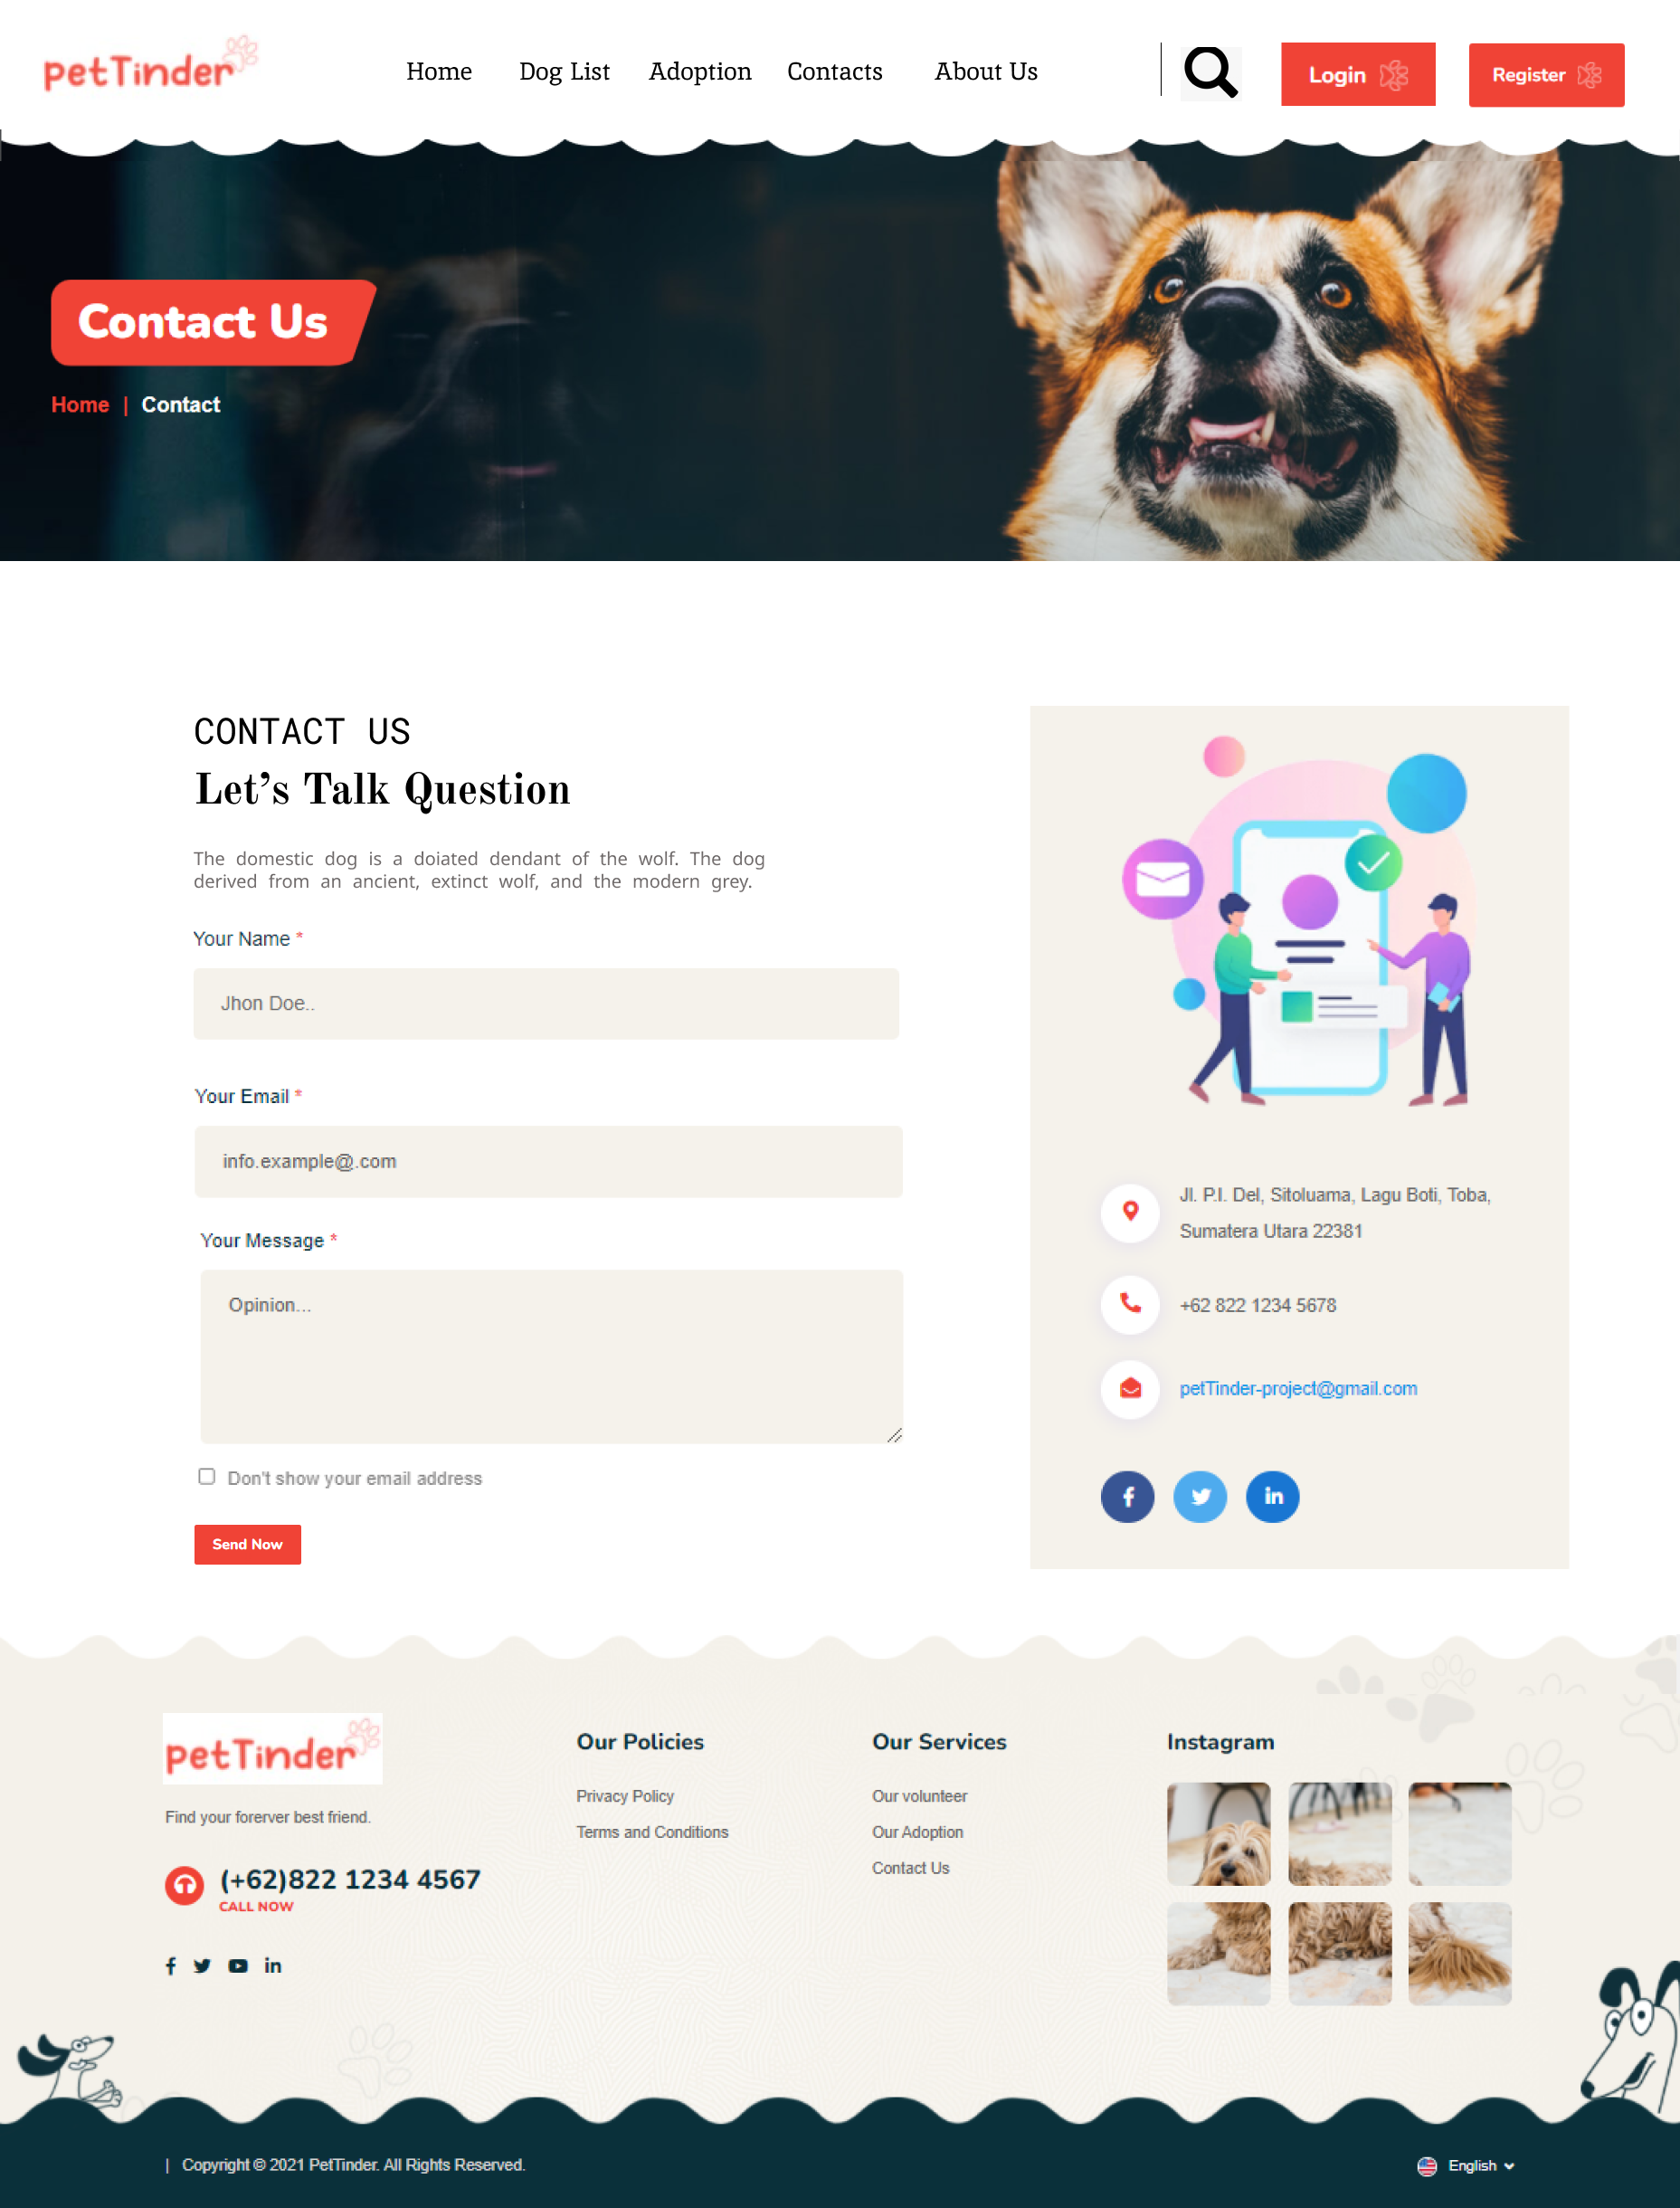 petTinder
Home Dog List Adoption Contacts About Us
Login
Register
Contact Us
Home | Contact
CONTACT US
Let's Talk Question
The domestic dog is a doiated dendant of the wolf. The dog
derived from an ancient, extinct wolf, and the modern grey.
Your Name *
Jhon Doe..
Your Email *
info.example@.com
Your Message *
Opinion...
Don't show your email address
Send Now
Jl. P.I. Del, Sitoluama, Lagu Boti, Toba,
Sumatera Utara 22381
+62 822 1234 5678
petTinder-project@gmail.com
petTinder
Find your forerver best friend.
(+62)822 1234 4567
CALL NOW
Our Policies
Privacy Policy
Terms and Conditions
Our Services
Our volunteer
Our Adoption
Contact Us
Instagram
| Copyright © 2021 PetTinder. All Rights Reserved.
English